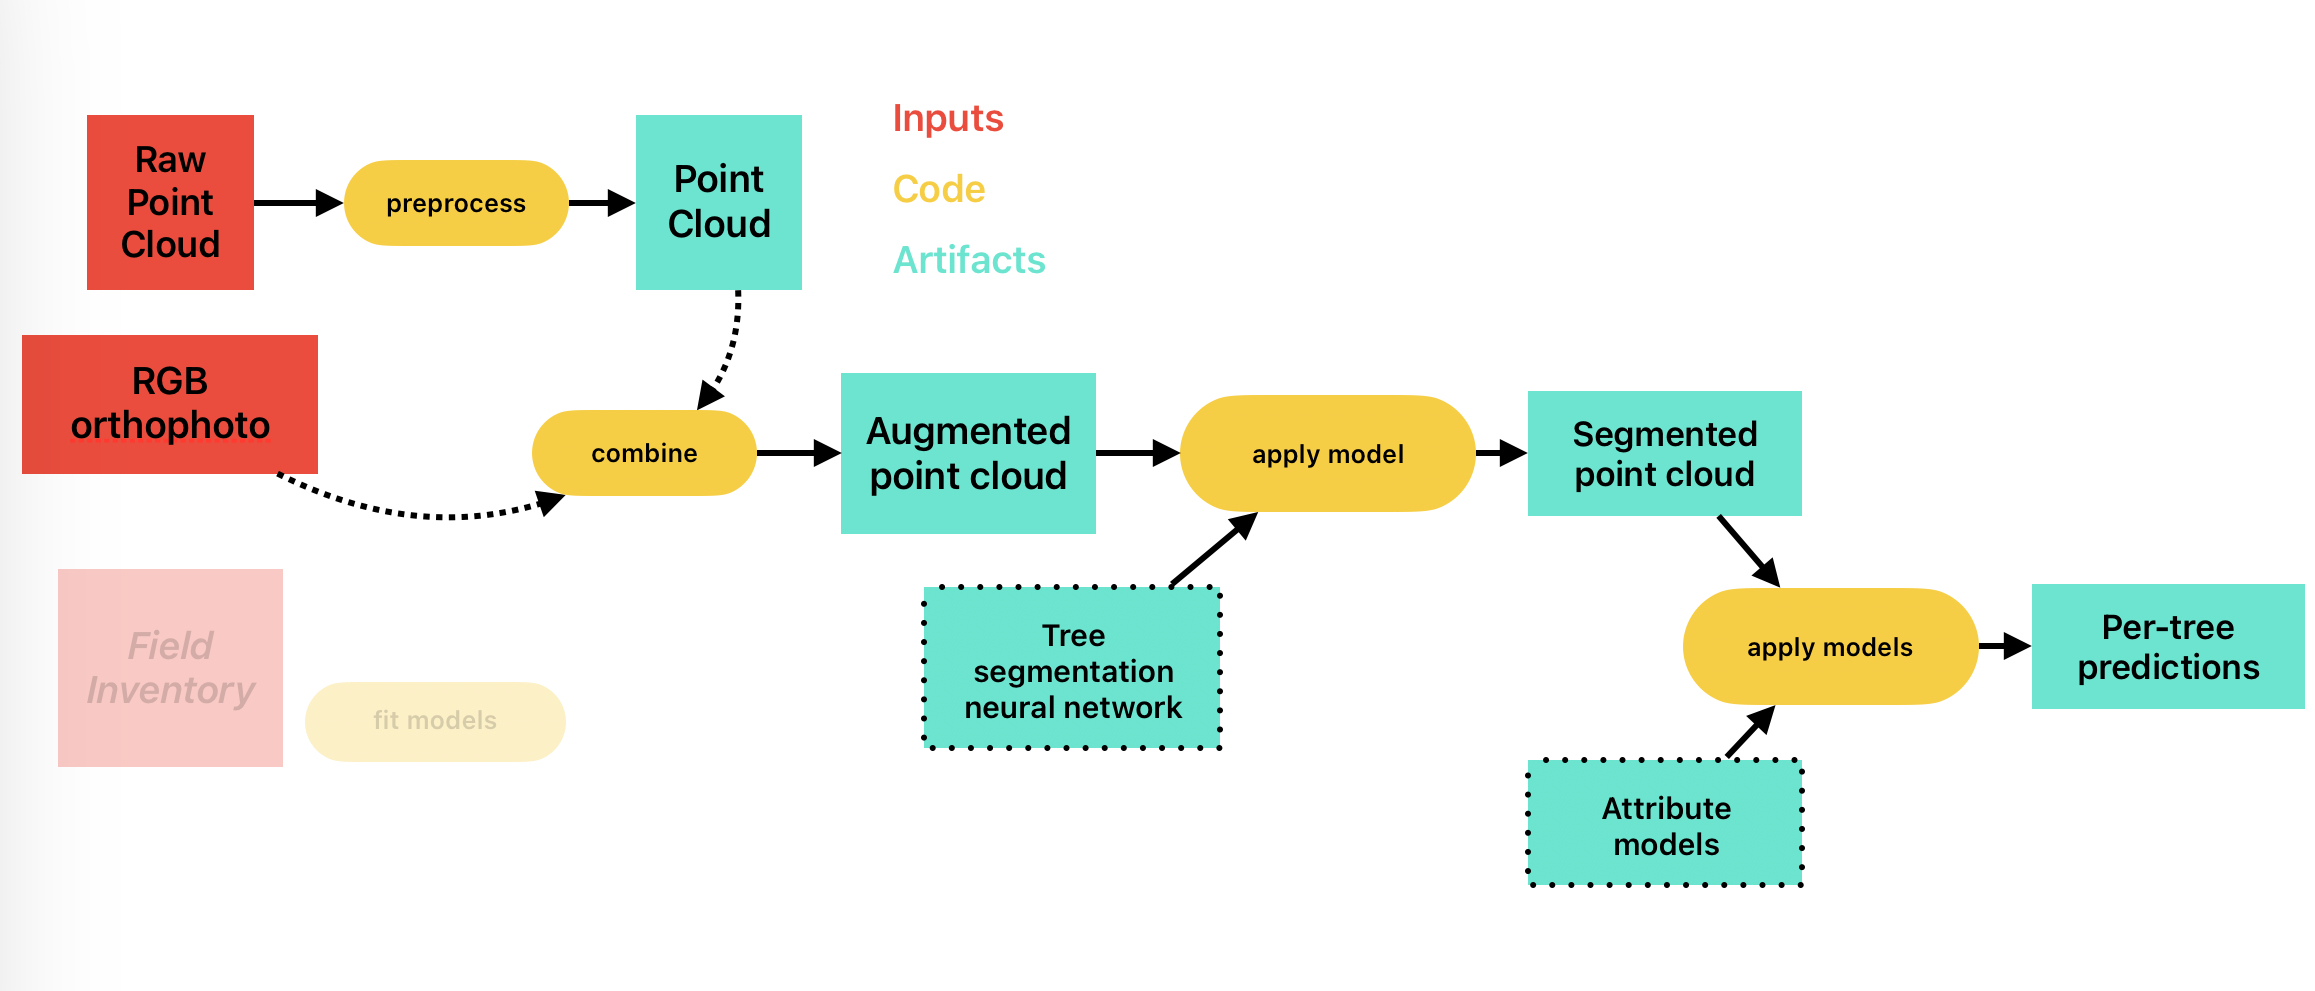 Raw
Point
Cloud
preprocess
Point
Cloud
Inputs
Code
Artifacts
RGB
orthophoto
combine
Augmented
point cloud
apply model
Segmented
point cloud
Field
Inventory
fit models
Tree
segmentation
neural network
apply models
Per-tree
predictions
Attribute
models